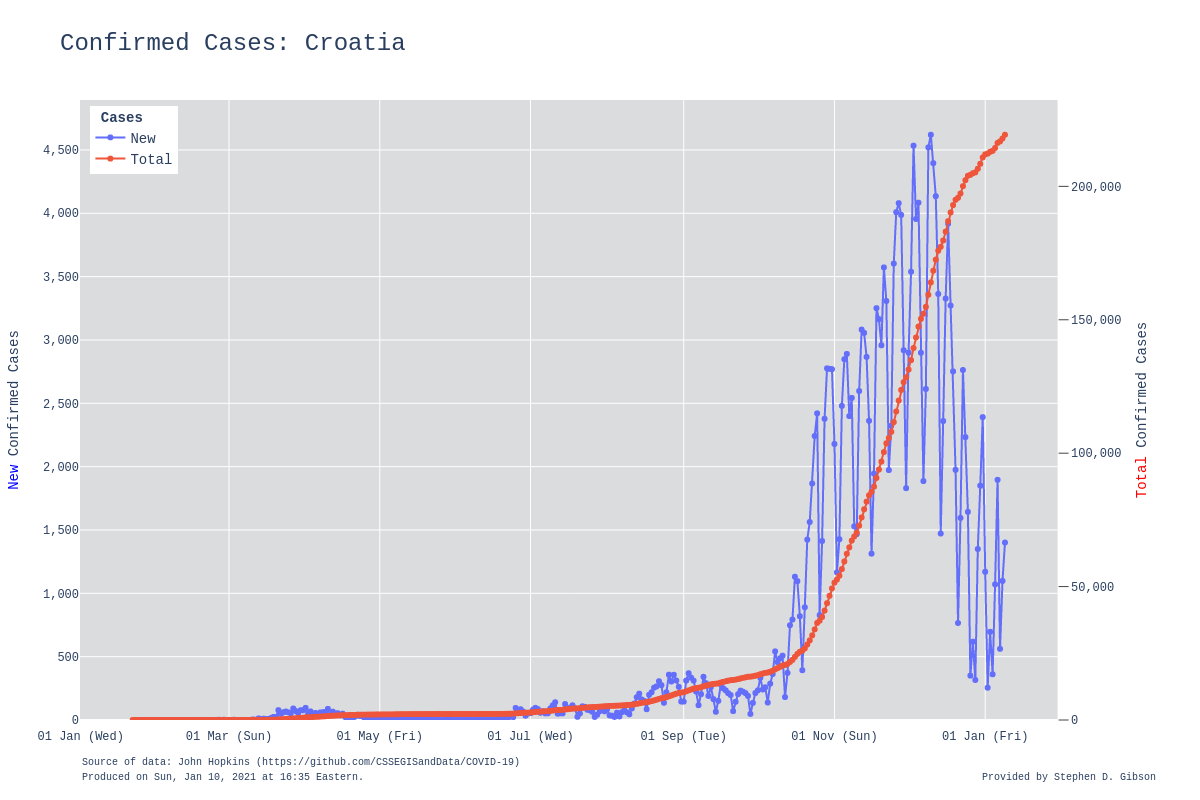 Confirmed Cases: Croatia
Cases
New
Total
4,500
4,000
3,500
3,000
2,500
2,000
1,500
1,000
500
0
New Confirmed Cases
200,000
150,000
100,000
50,000
0
Total Confirmed Cases
01 Jan (Wed) 01 Mar (Sun) 01 May (Fri) 01 Jul (Wed) 01 Sep (Tue) 01 Nov (Sun) 01 Jan (Fri)
Source of data: John Hopkins (https://github.com/CSSEGISandData/COVID-19)
Produced on Sun, Jan 10, 2021 at 16:35 Eastern.
Provided by Stephen D. Gibson